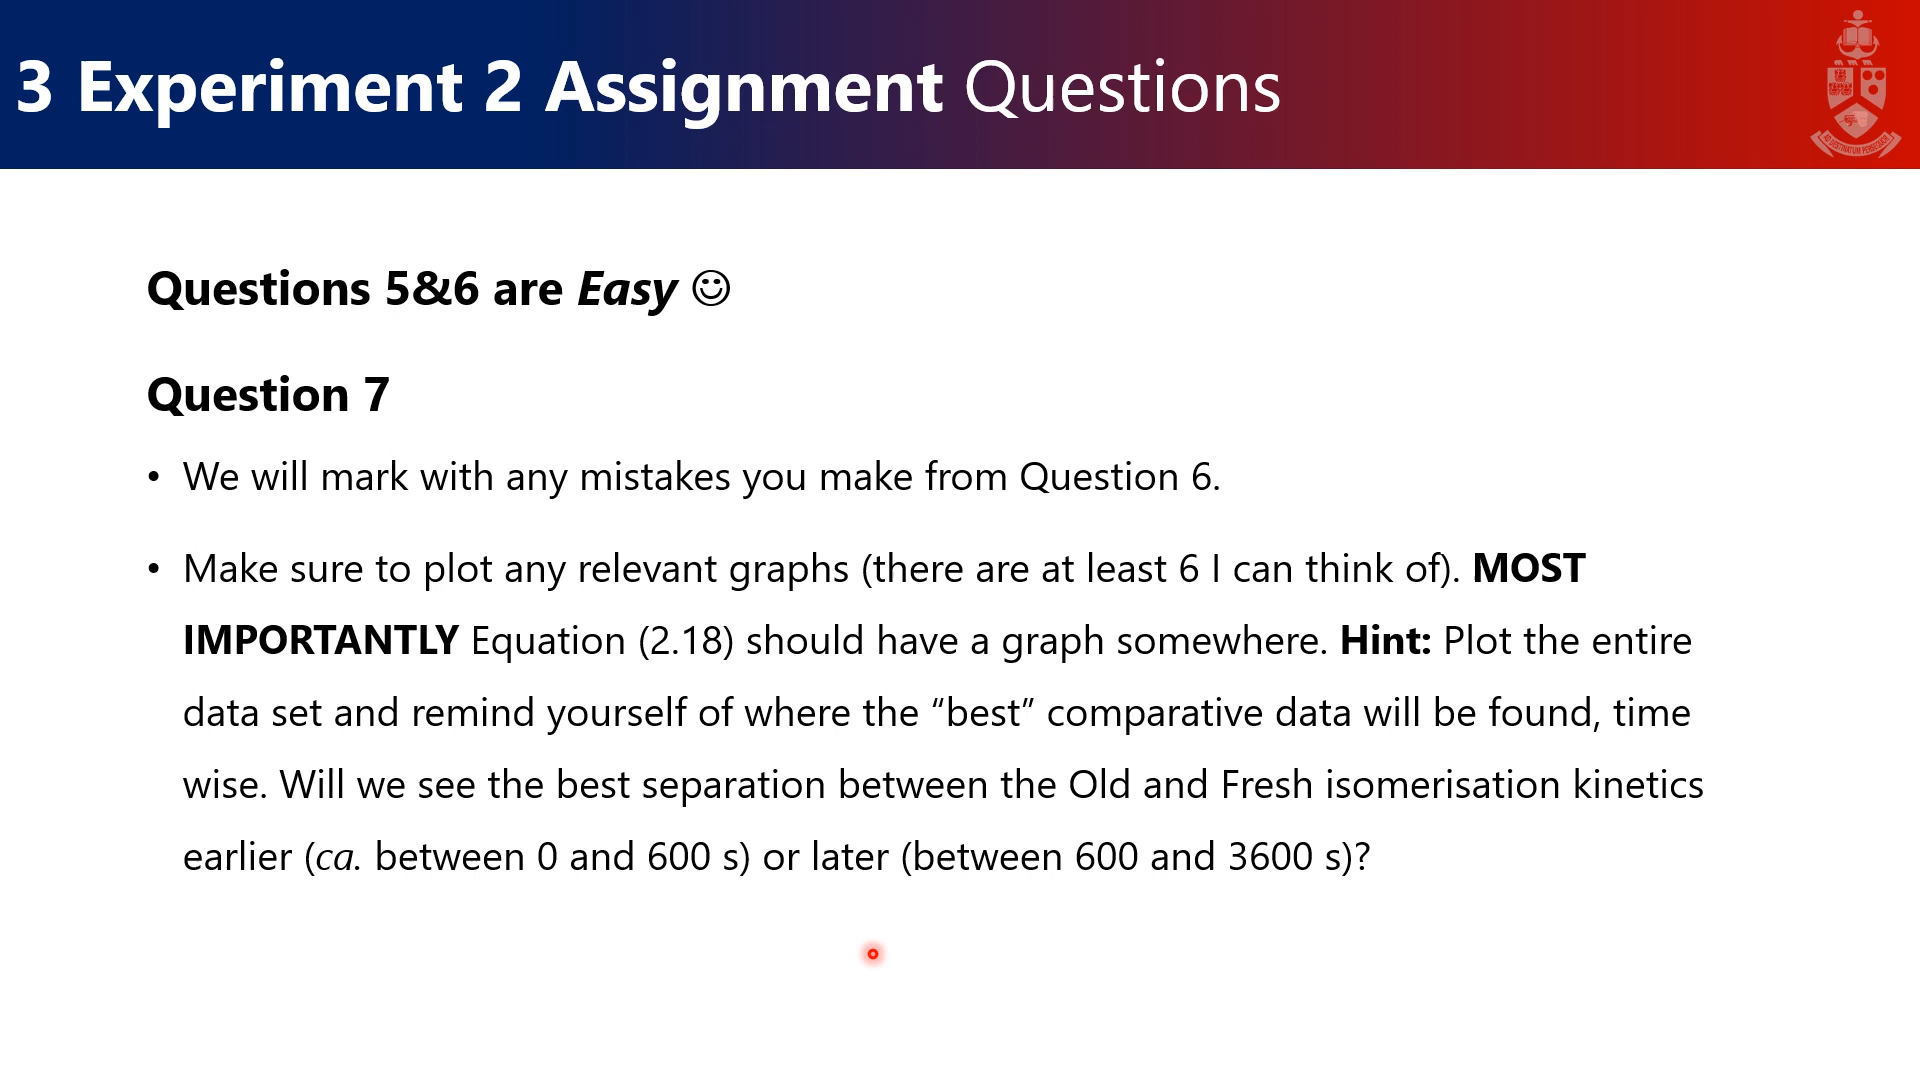 3 Experiment 2 Assignment Questions
AD DESTINATUM PERSEQUOR
Questions 5&6 are Easy ☺
Question 7
• We will mark with any mistakes you make from Question 6.
• Make sure to plot any relevant graphs (there are at least 6 I can think of). MOST
IMPORTANTLY Equation (2.18) should have a graph somewhere. Hint: Plot the entire
data set and remind yourself of where the “best” comparative data will be found, time
wise. Will we see the best separation between the Old and Fresh isomerisation kinetics
earlier (ca. between 0 and 600 s) or later (between 600 and 3600 s)?